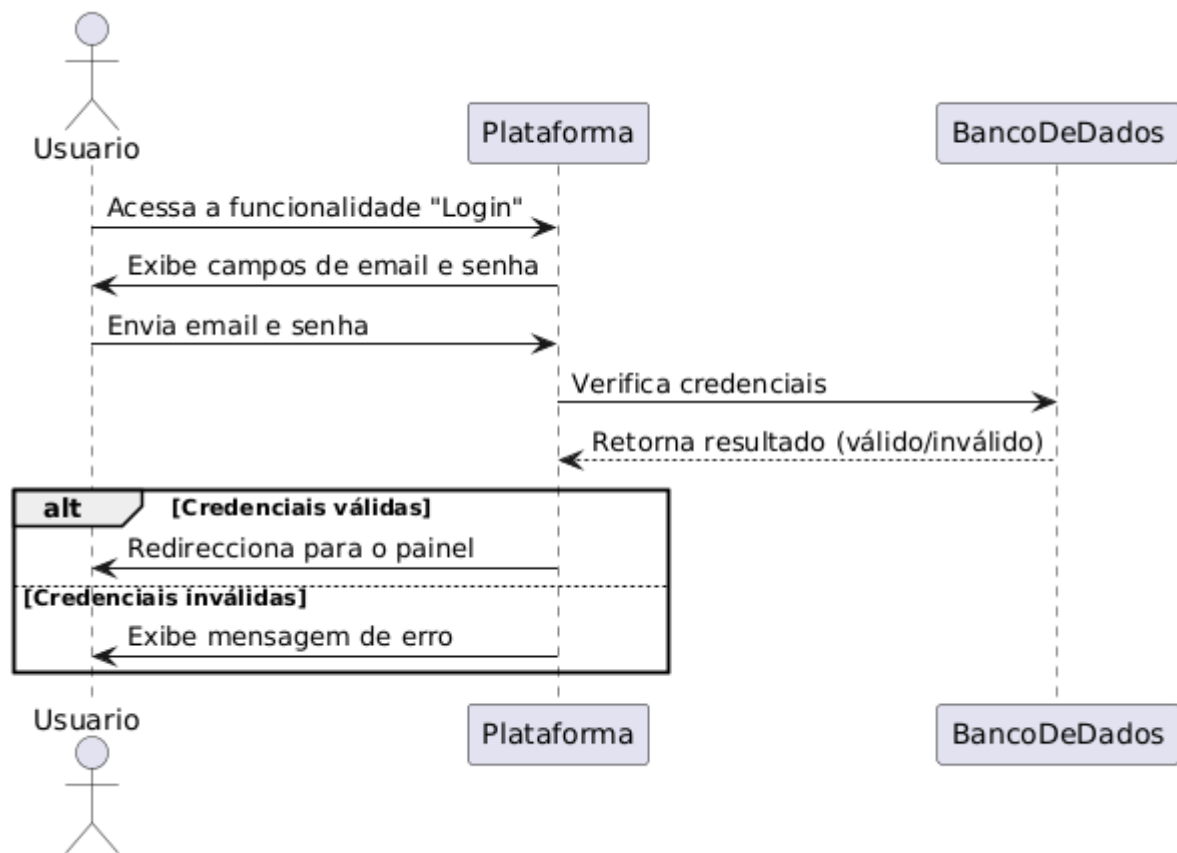 Usuario
Plataforma
BancoDeDados
Acessa a funcionalidade "Login"
Exibe campos de email e senha
Envia email e senha
Verifica credenciais
Retorna resultado (válido/inválido)
alt
[Credenciais válidas]
Redirecciona para o painel
[Credenciais inválidas]
Exibe mensagem de erro
Usuario
Plataforma
BancoDeDados